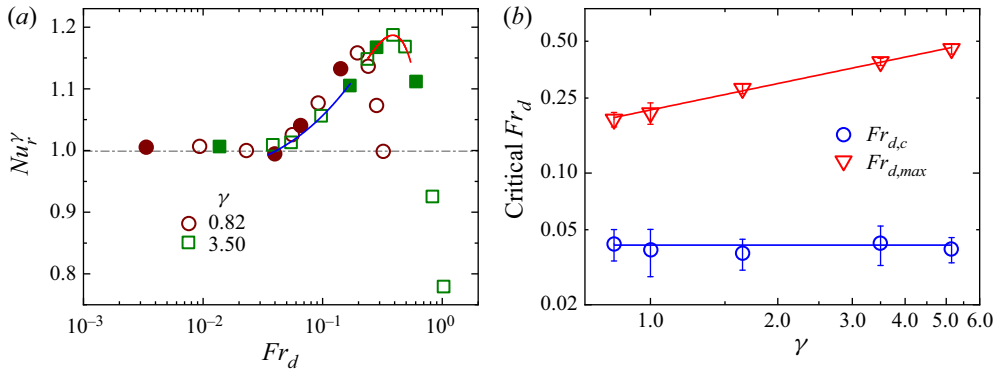 (a)
1.2
1.1
1.0
0.9
0.8
Nu_r^γ
γ
0.82
3.50
10^−3
10^−2
10^−1
10^0
Fr_d
(b)
0.50
0.25
0.10
0.05
0.02
Critical Fr_d
Fr_{d,c}
Fr_{d,max}
1.0
2.0
3.0
4.0
5.0
6.0
γ